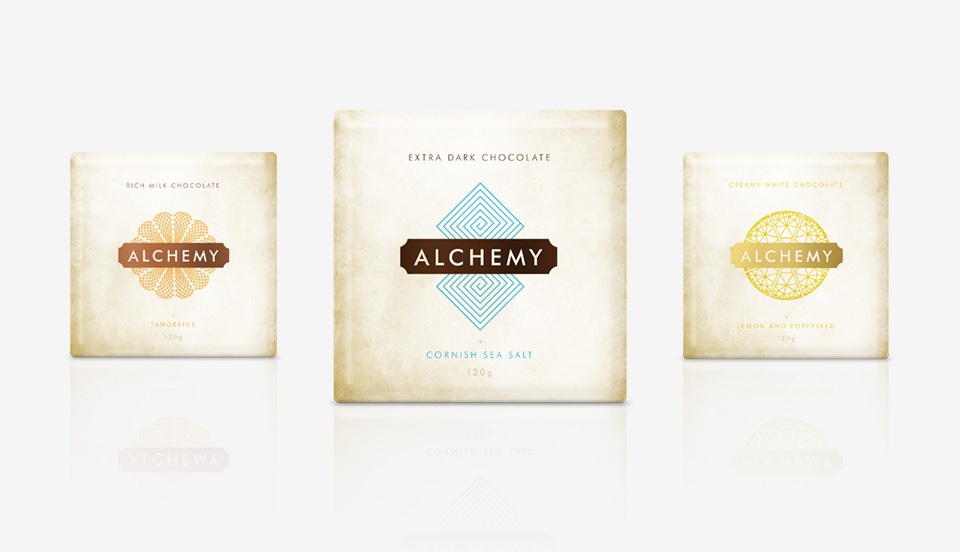 RICH MILK CHOCOLATE
ALCHEMY
+
TANGERINE
120g
EXTRA DARK CHOCOLATE
ALCHEMY
+
CORNISH SEA SALT
120g
CREAMY WHITE CHOCOLATE
ALCHEMY
+
LEMON AND POPPYSEED
120g